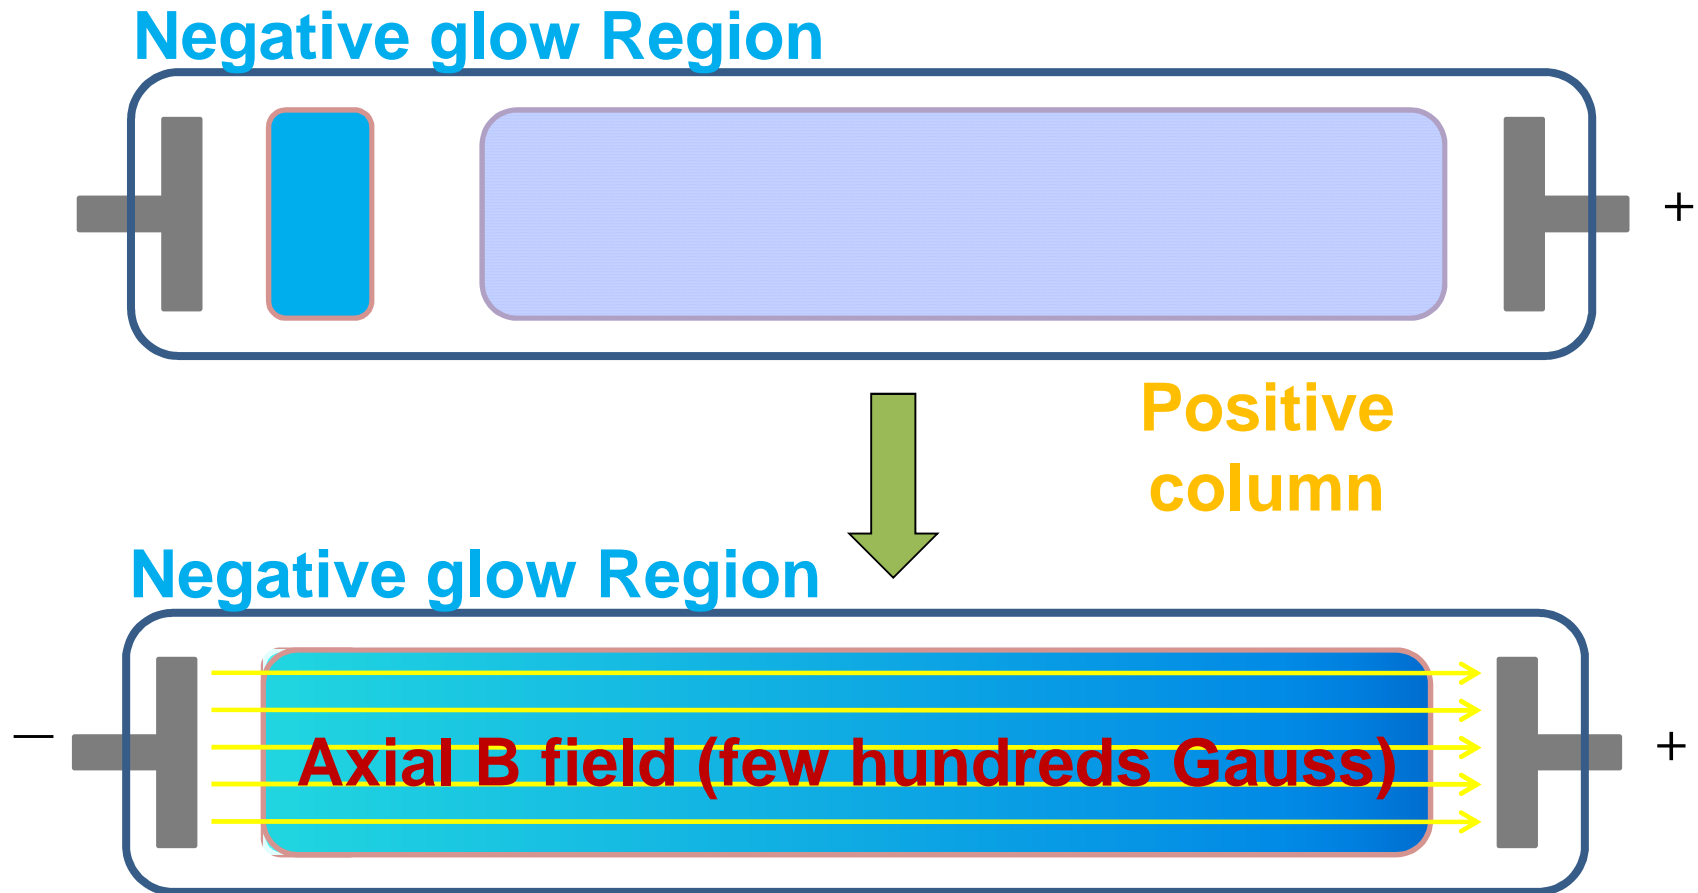 Negative glow Region
+
Positive
column
Negative glow Region
Axial B field (few hundreds Gauss)
– +